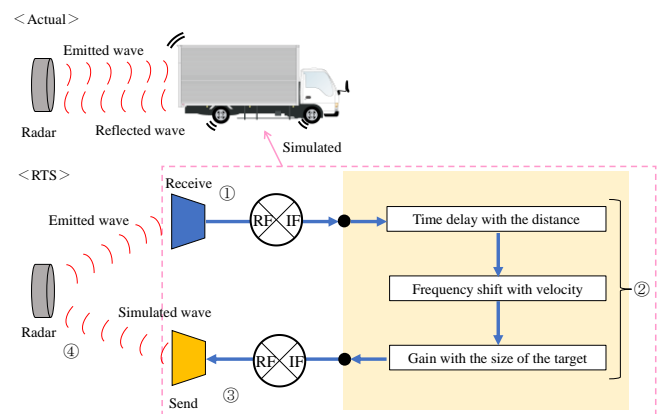 ＜Actual＞
Emitted wave
Radar
Reflected wave
Simulated
＜RTS＞
Receive
①
Emitted wave
RF IF
Time delay with the distance
Frequency shift with velocity
②
Simulated wave
Radar
④
RF IF
Gain with the size of the target
③
Send